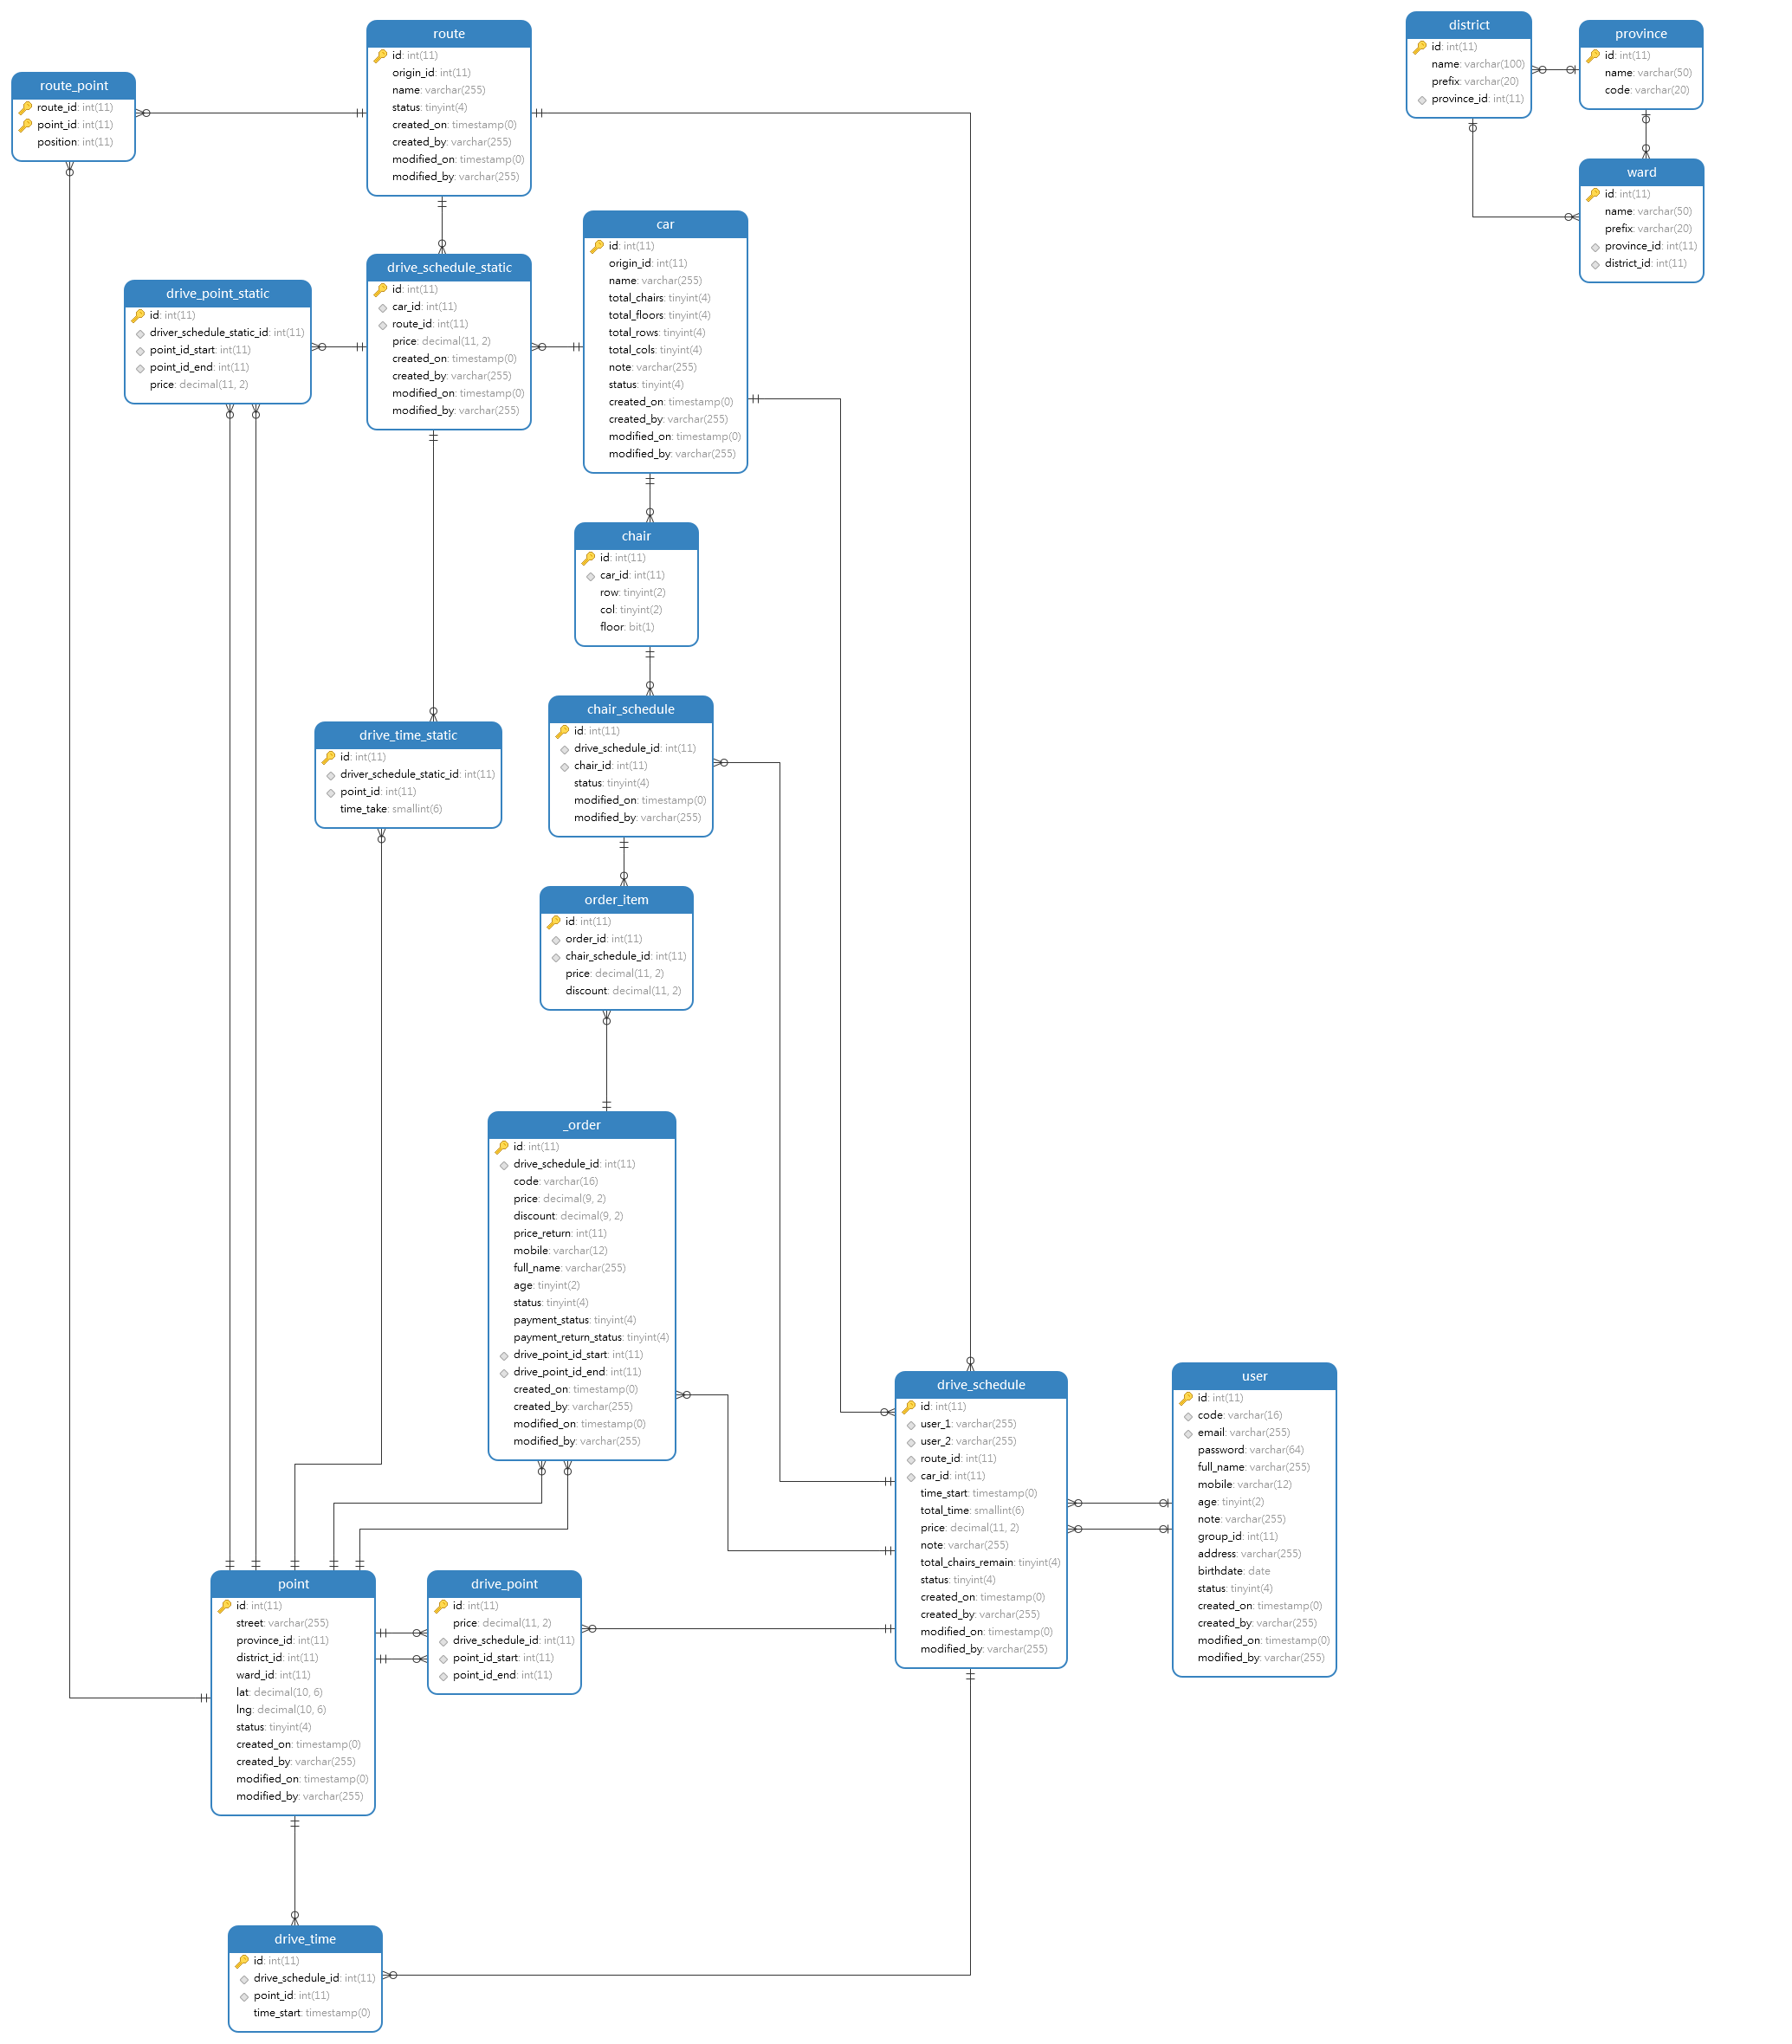 route
id: int(11)
origin_id: int(11)
name: varchar(255)
status: tinyint(4)
created_on: timestamp(0)
created_by: varchar(255)
modified_on: timestamp(0)
modified_by: varchar(255)
district
id: int(11)
name: varchar(100)
prefix: varchar(20)
province_id: int(11)
province
id: int(11)
name: varchar(50)
code: varchar(20)
route_point
route_id: int(11)
point_id: int(11)
position: int(11)
ward
id: int(11)
name: varchar(50)
prefix: varchar(20)
province_id: int(11)
district_id: int(11)
car
id: int(11)
origin_id: int(11)
name: varchar(255)
total_chairs: tinyint(4)
total_floors: tinyint(4)
total_rows: tinyint(4)
total_cols: tinyint(4)
note: varchar(255)
status: tinyint(4)
created_on: timestamp(0)
created_by: varchar(255)
modified_on: timestamp(0)
modified_by: varchar(255)
drive_schedule_static
id: int(11)
car_id: int(11)
route_id: int(11)
price: decimal(11, 2)
created_on: timestamp(0)
created_by: varchar(255)
modified_on: timestamp(0)
modified_by: varchar(255)
drive_point_static
id: int(11)
driver_schedule_static_id: int(11)
point_id_start: int(11)
point_id_end: int(11)
price: decimal(11, 2)
chair
id: int(11)
car_id: int(11)
row: tinyint(2)
col: tinyint(2)
floor: bit(1)
chair_schedule
id: int(11)
drive_schedule_id: int(11)
chair_id: int(11)
status: tinyint(4)
modified_on: timestamp(0)
modified_by: varchar(255)
drive_time_static
id: int(11)
driver_schedule_static_id: int(11)
point_id: int(11)
time_take: smallint(6)
order_item
id: int(11)
order_id: int(11)
chair_schedule_id: int(11)
price: decimal(11, 2)
discount: decimal(11, 2)
_order
id: int(11)
drive_schedule_id: int(11)
code: varchar(16)
price: decimal(9, 2)
discount: decimal(9, 2)
price_return: int(11)
mobile: varchar(12)
full_name: varchar(255)
age: tinyint(2)
status: tinyint(4)
payment_status: tinyint(4)
payment_return_status: tinyint(4)
drive_point_id_start: int(11)
drive_point_id_end: int(11)
created_on: timestamp(0)
created_by: varchar(255)
modified_on: timestamp(0)
modified_by: varchar(255)
drive_schedule
id: int(11)
user_1: varchar(255)
user_2: varchar(255)
route_id: int(11)
car_id: int(11)
time_start: timestamp(0)
total_time: smallint(6)
price: decimal(11, 2)
note: varchar(255)
total_chairs_remain: tinyint(4)
status: tinyint(4)
created_on: timestamp(0)
created_by: varchar(255)
modified_on: timestamp(0)
modified_by: varchar(255)
user
id: int(11)
code: varchar(16)
email: varchar(255)
password: varchar(64)
full_name: varchar(255)
mobile: varchar(12)
age: tinyint(2)
note: varchar(255)
group_id: int(11)
address: varchar(255)
birthdate: date
status: tinyint(4)
created_on: timestamp(0)
created_by: varchar(255)
modified_on: timestamp(0)
modified_by: varchar(255)
point
id: int(11)
street: varchar(255)
province_id: int(11)
district_id: int(11)
ward_id: int(11)
lat: decimal(10, 6)
lng: decimal(10, 6)
status: tinyint(4)
created_on: timestamp(0)
created_by: varchar(255)
modified_on: timestamp(0)
modified_by: varchar(255)
drive_point
id: int(11)
price: decimal(11, 2)
drive_schedule_id: int(11)
point_id_start: int(11)
point_id_end: int(11)
drive_time
id: int(11)
drive_schedule_id: int(11)
point_id: int(11)
time_start: timestamp(0)